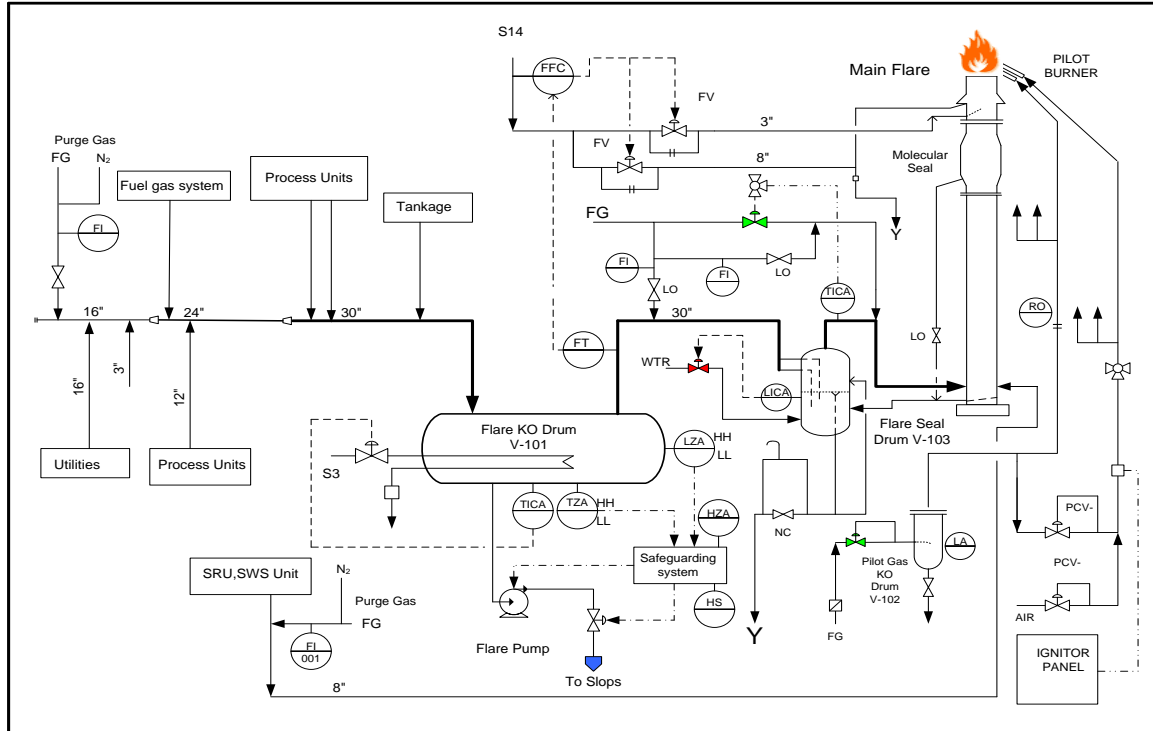 S14
FFC
FV
3"
FV
8"
Main Flare
PILOT
BURNER
Molecular
Seal
Purge Gas
FG
N₂
FI
Fuel gas system
Process Units
Tankage
FG
FI
FI
LO
LO
TICA
Y
LO
RO
16"
24"
30"
30"
16"
3"
12"
FT
WTR
LICA
Utilities
Process Units
Flare KO Drum
V-101
S3
TICA
TZA
HH
LL
LZA
HH
LL
HZA
Safeguarding
system
HS
Flare Seal
Drum V-103
NC
Y
Pilot Gas
KO
Drum
V-102
LA
FG
PCV-
PCV-
AIR
IGNITOR
PANEL
SRU,SWS Unit
N₂
Purge Gas
FG
FI
001
Flare Pump
To Slops
8"